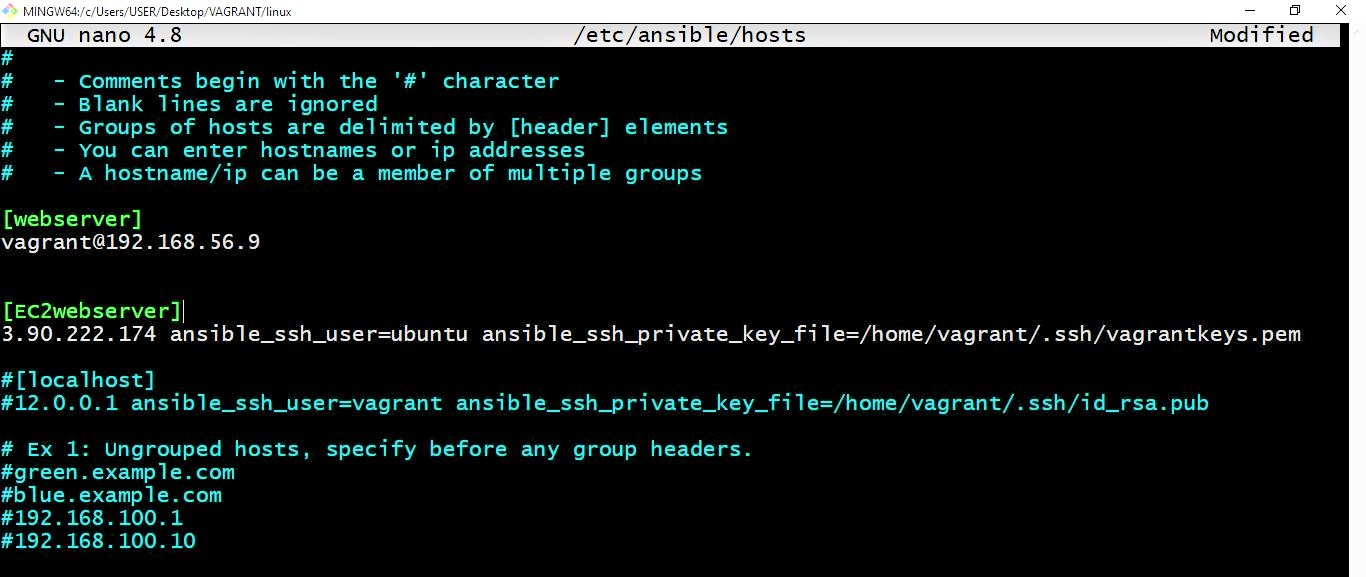 MINGW64:/c/Users/USER/Desktop/VAGRANT/linux
GNU nano 4.8 /etc/ansible/hosts Modified
#
#   - Comments begin with the '#' character
#   - Blank lines are ignored
#   - Groups of hosts are delimited by [header] elements
#   - You can enter hostnames or ip addresses
#   - A hostname/ip can be a member of multiple groups
[webserver]
vagrant@192.168.56.9
[EC2webserver]
3.90.222.174 ansible_ssh_user=ubuntu ansible_ssh_private_key_file=/home/vagrant/.ssh/vagrantkeys.pem
#[localhost]
#12.0.0.1 ansible_ssh_user=vagrant ansible_ssh_private_key_file=/home/vagrant/.ssh/id_rsa.pub
# Ex 1: Ungrouped hosts, specify before any group headers.
#green.example.com
#blue.example.com
#192.168.100.1
#192.168.100.10